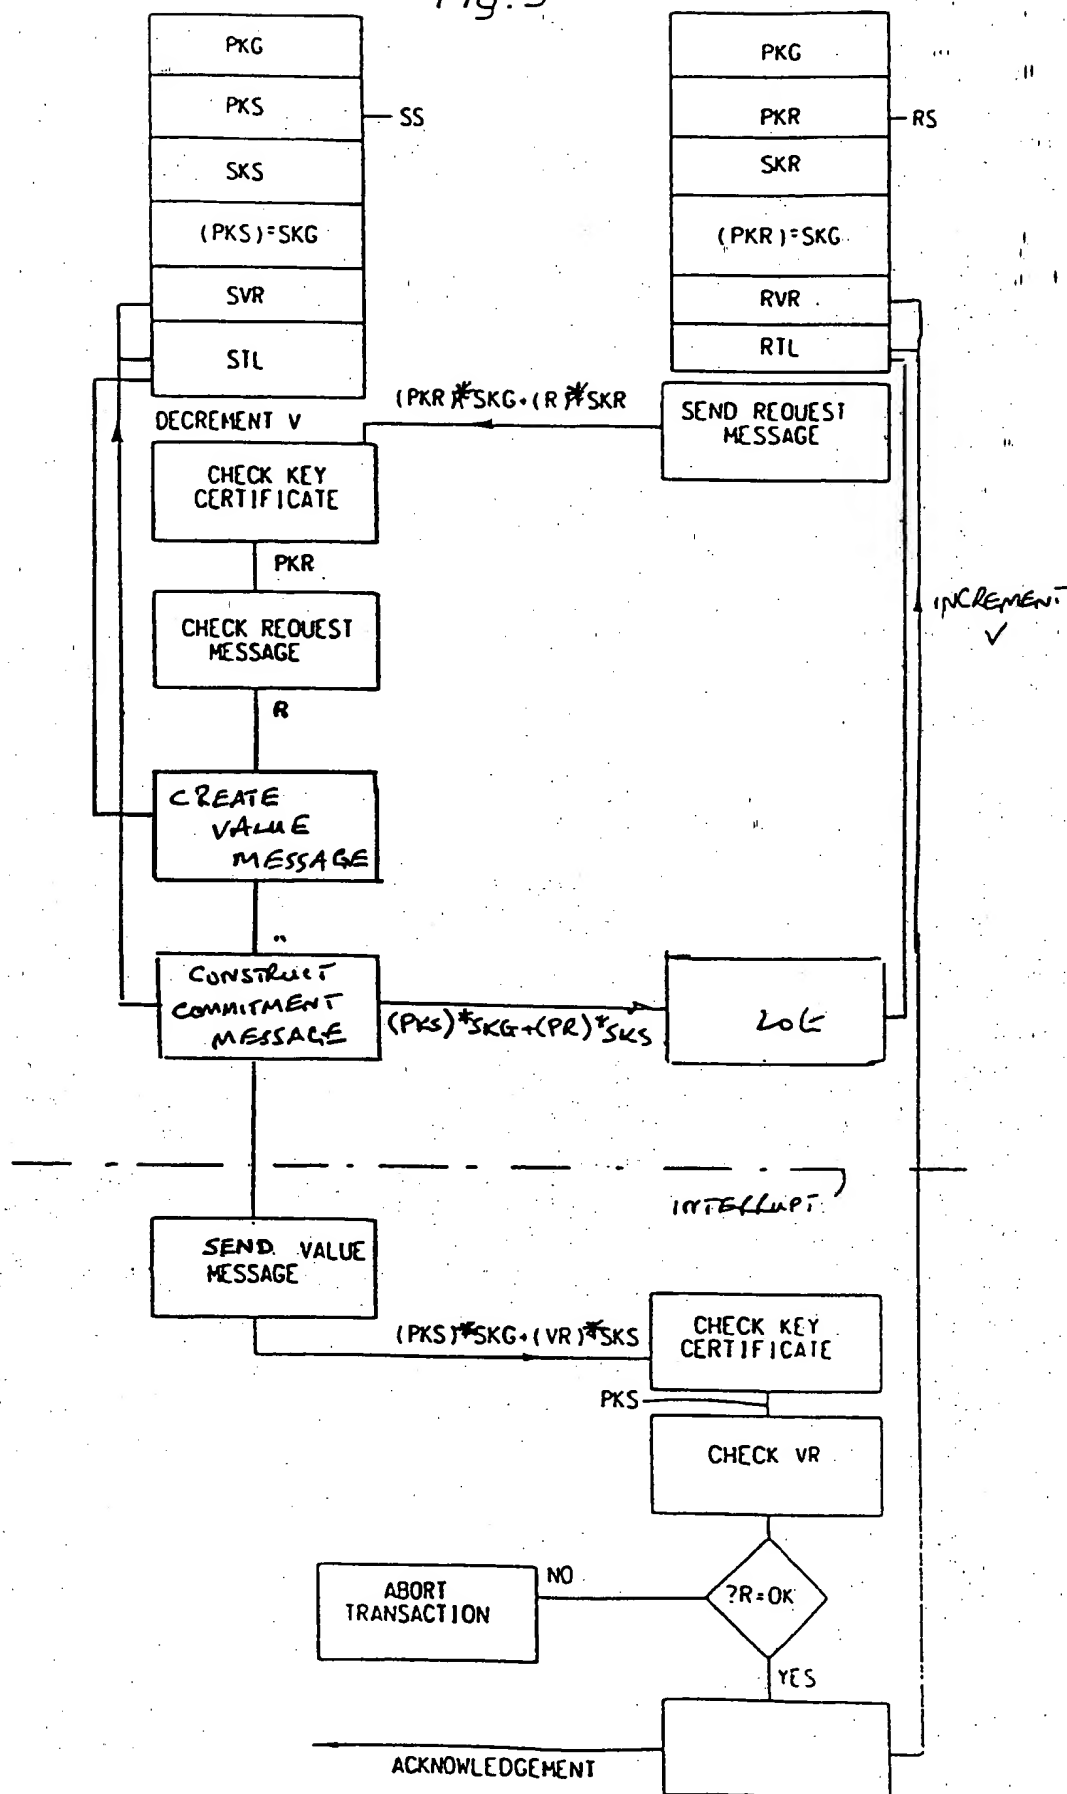 Fig.5
PKG
PKS
SS
SKS
(PKS)=SKG
SVR
STL
DECREMENT V
PKG
PKR
RS
SKR
(PKR)=SKG
RVR
RTL
(PKR)*SKG+(R)*SKR
SEND REQUEST
MESSAGE
CHECK KEY
CERTIFICATE
PKR
CHECK REQUEST
MESSAGE
R
INCREMENT
V
CREATE
VALUE
MESSAGE
"
CONSTRUCT
COMMITMENT
MESSAGE
(PKS)*SKG+(PR)*SKS
LOG
INTERRUPT
SEND VALUE
MESSAGE
(PKS)*SKG+(VR)*SKS
CHECK KEY
CERTIFICATE
PKS
CHECK VR
?R=OK
NO
ABORT
TRANSACTION
YES
ACKNOWLEDGEMENT